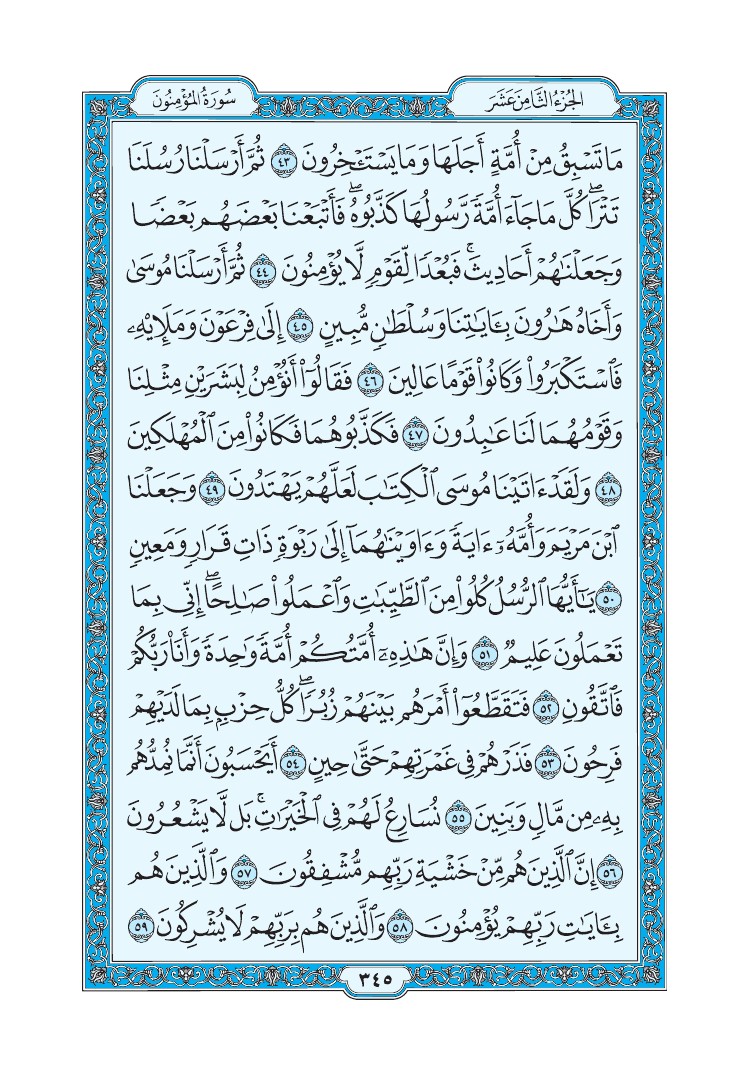 الجُزْءُ الثَّامِنَ عَشَرَ
سُورَةُ المُؤْمِنُونَ
مَا تَسْبِقُ مِنْ أُمَّةٍ أَجَلَهَا وَمَا يَسْتَـْٔخِرُونَ ٤٣ ثُمَّ أَرْسَلْنَا رُسُلَنَا
تَتْرَاۖ كُلَّ مَا جَآءَ أُمَّةٗ رَّسُولُهَا كَذَّبُوهُۖ فَأَتْبَعْنَا بَعْضَهُم بَعْضٗا
وَجَعَلْنَٰهُمْ أَحَادِيثَۚ فَبُعْدٗا لِّقَوْمٖ لَّا يُؤْمِنُونَ ٤٤ ثُمَّ أَرْسَلْنَا مُوسَىٰ
وَأَخَاهُ هَٰرُونَ بِـَٔايَٰتِنَا وَسُلْطَٰنٖ مُّبِينٍ ٤٥ إِلَىٰ فِرْعَوْنَ وَمَلَإِيْهِۦ
فَٱسْتَكْبَرُوا۟ وَكَانُوا۟ قَوْمًا عَالِينَ ٤٦ فَقَالُوٓا۟ أَنُؤْمِنُ لِبَشَرَيْنِ مِثْلِنَا
وَقَوْمُهُمَا لَنَا عَٰبِدُونَ ٤٧ فَكَذَّبُوهُمَا فَكَانُوا۟ مِنَ ٱلْمُهْلَكِينَ
٤٨ وَلَقَدْ ءَاتَيْنَا مُوسَى ٱلْكِتَٰبَ لَعَلَّهُمْ يَهْتَدُونَ ٤٩ وَجَعَلْنَا
ٱبْنَ مَرْيَمَ وَأُمَّهُۥٓ ءَايَةٗ وَءَاوَيْنَٰهُمَآ إِلَىٰ رَبْوَةٖ ذَاتِ قَرَارٖ وَمَعِينٖ
٥٠ يَٰٓأَيُّهَا ٱلرُّسُلُ كُلُوا۟ مِنَ ٱلطَّيِّبَٰتِ وَٱعْمَلُوا۟ صَٰلِحًاۖ إِنِّي بِمَا
تَعْمَلُونَ عَلِيمٞ ٥١ وَإِنَّ هَٰذِهِۦٓ أُمَّتُكُمْ أُمَّةٗ وَٰحِدَةٗ وَأَنَا۠ رَبُّكُمْ
فَٱتَّقُونِ ٥٢ فَتَقَطَّعُوٓا۟ أَمْرَهُم بَيْنَهُمْ زُبُرٗاۖ كُلُّ حِزْبِۭ بِمَا لَدَيْهِمْ
فَرِحُونَ ٥٣ فَذَرْهُمْ فِي غَمْرَتِهِمْ حَتَّىٰ حِينٍ ٥٤ أَيَحْسَبُونَ أَنَّمَا نُمِدُّهُم
بِهِۦ مِن مَّالٖ وَبَنِينَ ٥٥ نُسَارِعُ لَهُمْ فِي ٱلْخَيْرَٰتِۚ بَل لَّا يَشْعُرُونَ
٥٦ إِنَّ ٱلَّذِينَ هُم مِّنْ خَشْيَةِ رَبِّهِم مُّشْفِقُونَ ٥٧ وَٱلَّذِينَ هُم
بِـَٔايَٰتِ رَبِّهِمْ يُؤْمِنُونَ ٥٨ وَٱلَّذِينَ هُم بِرَبِّهِمْ لَا يُشْرِكُونَ ٥٩
٣٤٥